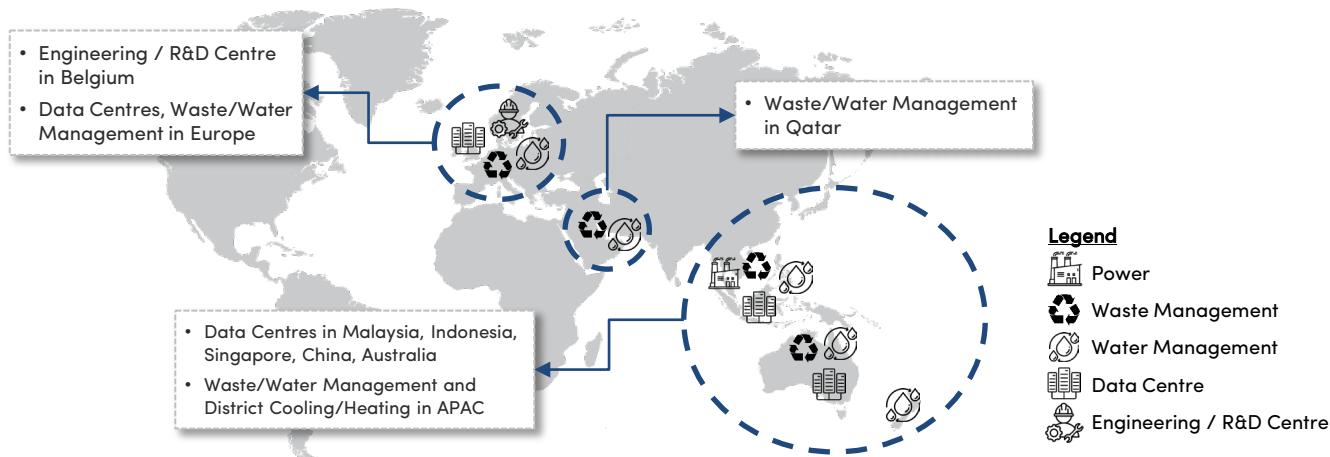 • Engineering / R&D Centre
in Belgium
• Data Centres, Waste/Water
Management in Europe
• Waste/Water Management
in Qatar
• Data Centres in Malaysia, Indonesia,
Singapore, China, Australia
• Waste/Water Management and
District Cooling/Heating in APAC
Legend
Power
Waste Management
Water Management
Data Centre
Engineering / R&D Centre